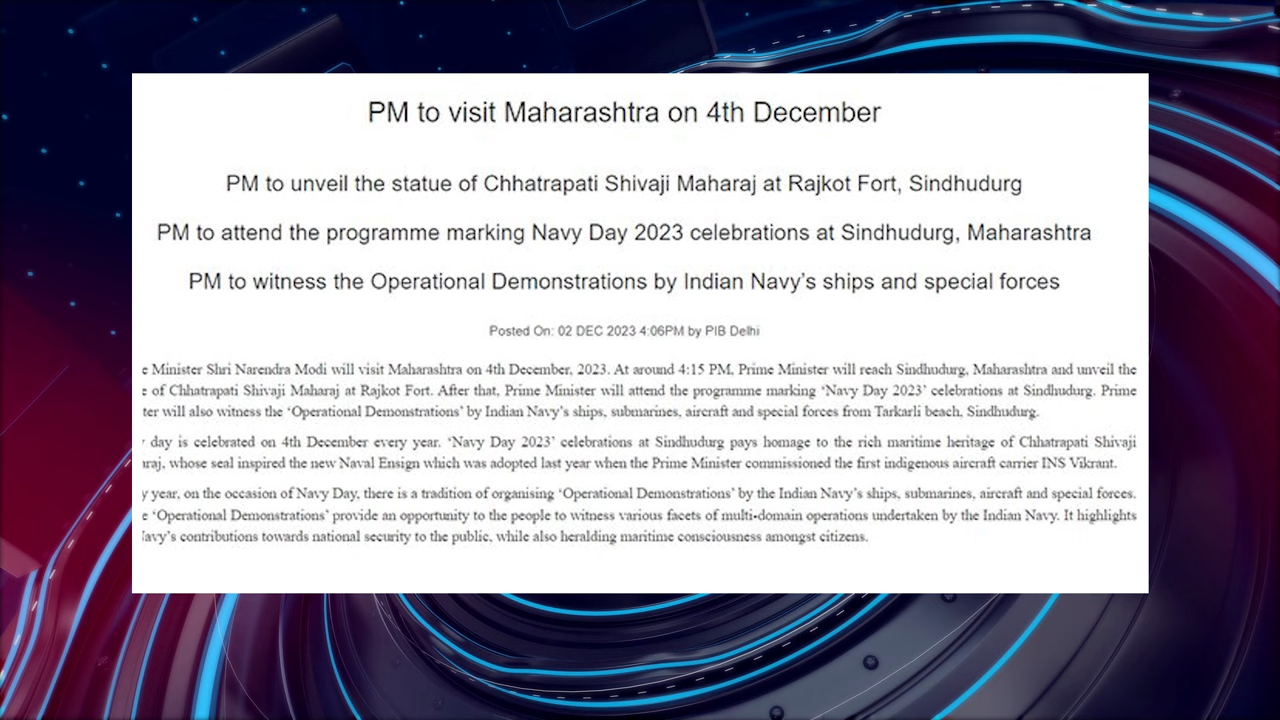 PM to visit Maharashtra on 4th December
PM to unveil the statue of Chhatrapati Shivaji Maharaj at Rajkot Fort, Sindhudurg
PM to attend the programme marking Navy Day 2023 celebrations at Sindhudurg, Maharashtra
PM to witness the Operational Demonstrations by Indian Navy's ships and special forces
Posted On: 02 DEC 2023 4:06PM by PIB Delhi
e Minister Shri Narendra Modi will visit Maharashtra on 4th December, 2023. At around 4:15 PM, Prime Minister will reach Sindhudurg, Maharashtra and unveil the
e of Chhatrapati Shivaji Maharaj at Rajkot Fort. After that, Prime Minister will attend the programme marking ‘Navy Day 2023’ celebrations at Sindhudurg. Prime
ter will also witness the ‘Operational Demonstrations’ by Indian Navy's ships, submarines, aircraft and special forces from Tarkarli beach, Sindhudurg.
day is celebrated on 4th December every year. ‘Navy Day 2023’ celebrations at Sindhudurg pays homage to the rich maritime heritage of Chhatrapati Shivaji
araj, whose seal inspired the new Naval Ensign which was adopted last year when the Prime Minister commissioned the first indigenous aircraft carrier INS Vikrant.
y year, on the occasion of Navy Day, there is a tradition of organising ‘Operational Demonstrations’ by the Indian Navy's ships, submarines, aircraft and special forces.
e ‘Operational Demonstrations’ provide an opportunity to the people to witness various facets of multi-domain operations undertaken by the Indian Navy. It highlights
avy's contributions towards national security to the public, while also heralding maritime consciousness amongst citizens.